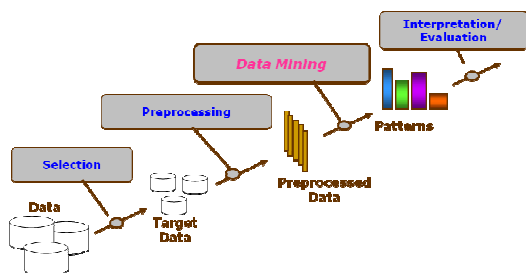 Interpretation/
Evaluation
Data Mining
Preprocessing
Patterns
Selection
Preprocessed
Data
Data
Target
Data